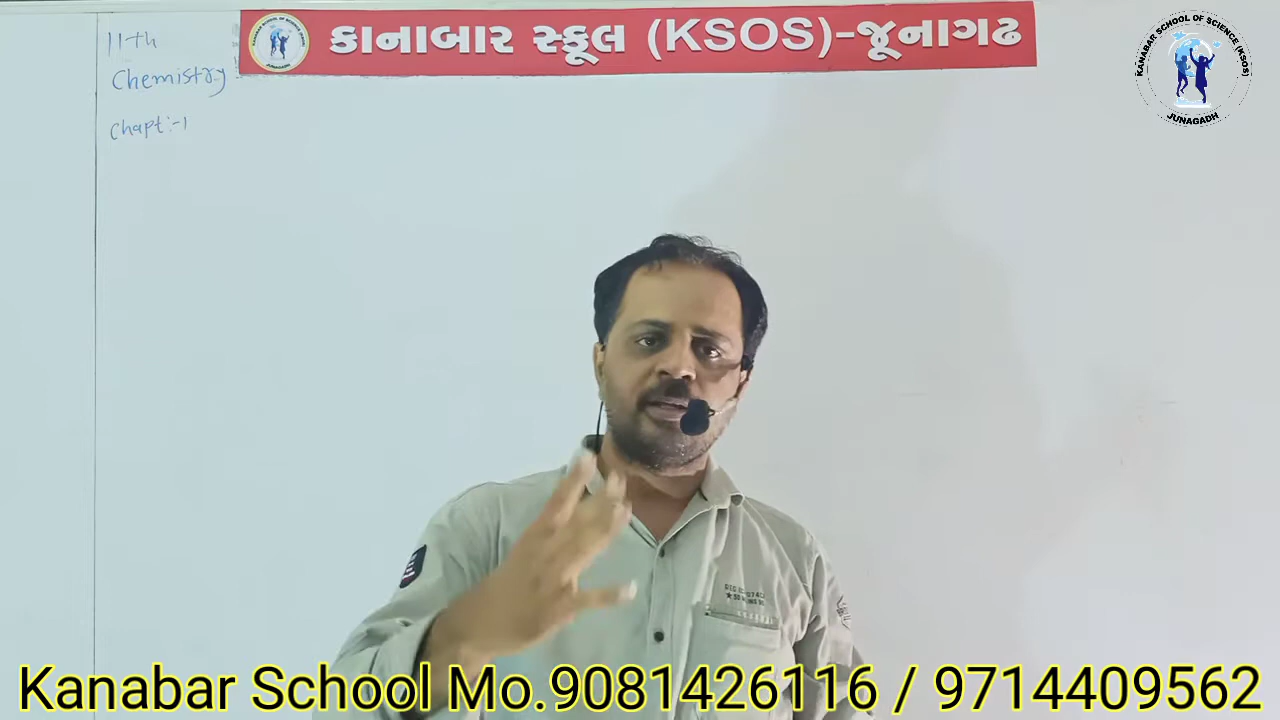 11th
Chemistry
Chapt:-1
કાનાબાર સ્કૂલ (KSOS)-જૂનાગઢ
KANABAR SCHOOL OF SCIENCE (KSOS)
JUNAGADH
Kanabar School Mo.9081426116 / 9714409562